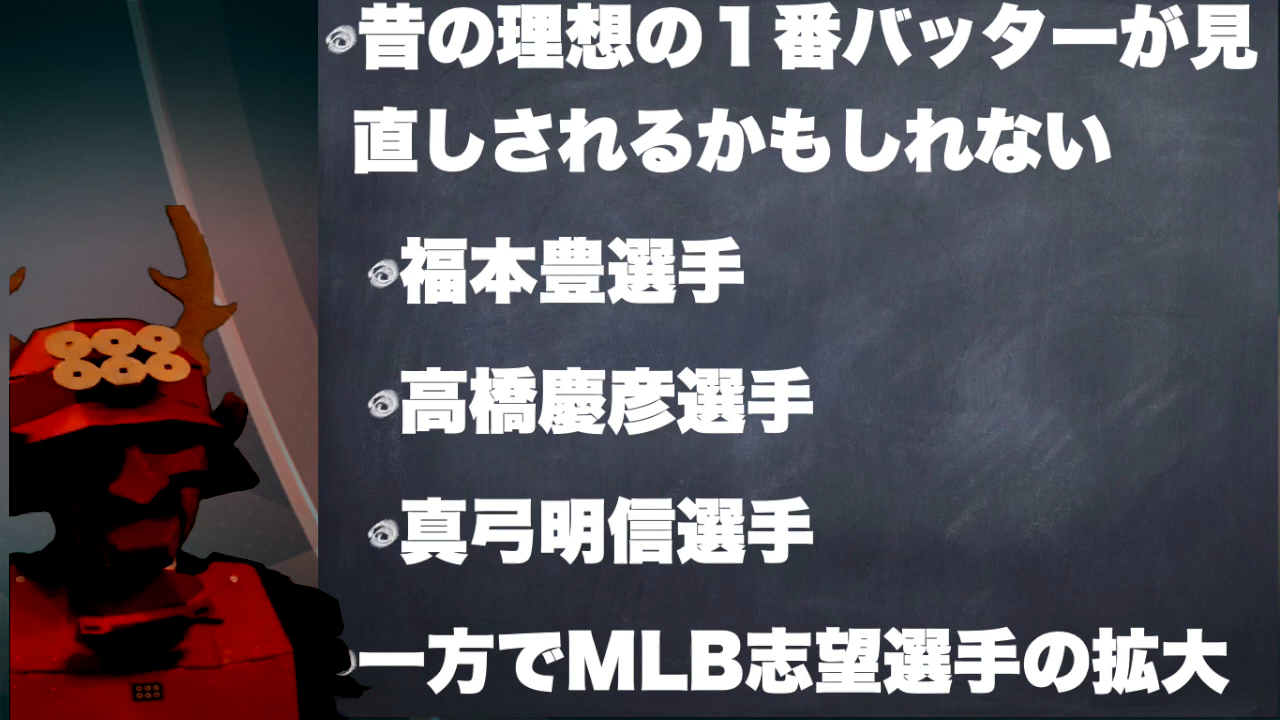 昔の理想の１番バッターが見
直しされるかもしれない
福本豊選手
高橋慶彦選手
真弓明信選手
一方でMLB志望選手の拡大